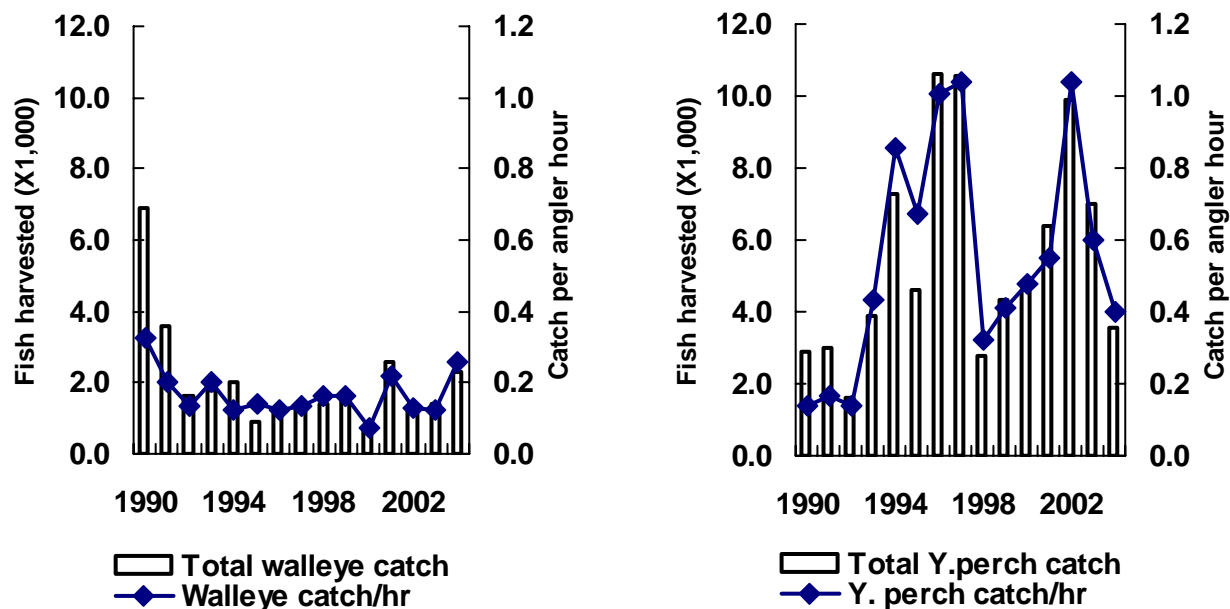 12.0
10.0
8.0
6.0
4.0
2.0
0.0
Fish harvested (X1,000)
1.2
1.0
0.8
0.6
0.4
0.2
0.0
Catch per angler hour
1990 1994 1998 2002
Total walleye catch
Walleye catch/hr
12.0
10.0
8.0
6.0
4.0
2.0
0.0
Fish harvested (X1,000)
1.2
1.0
0.8
0.6
0.4
0.2
0.0
Catch per angler hour
1990 1994 1998 2002
Total Y.perch catch
Y. perch catch/hr